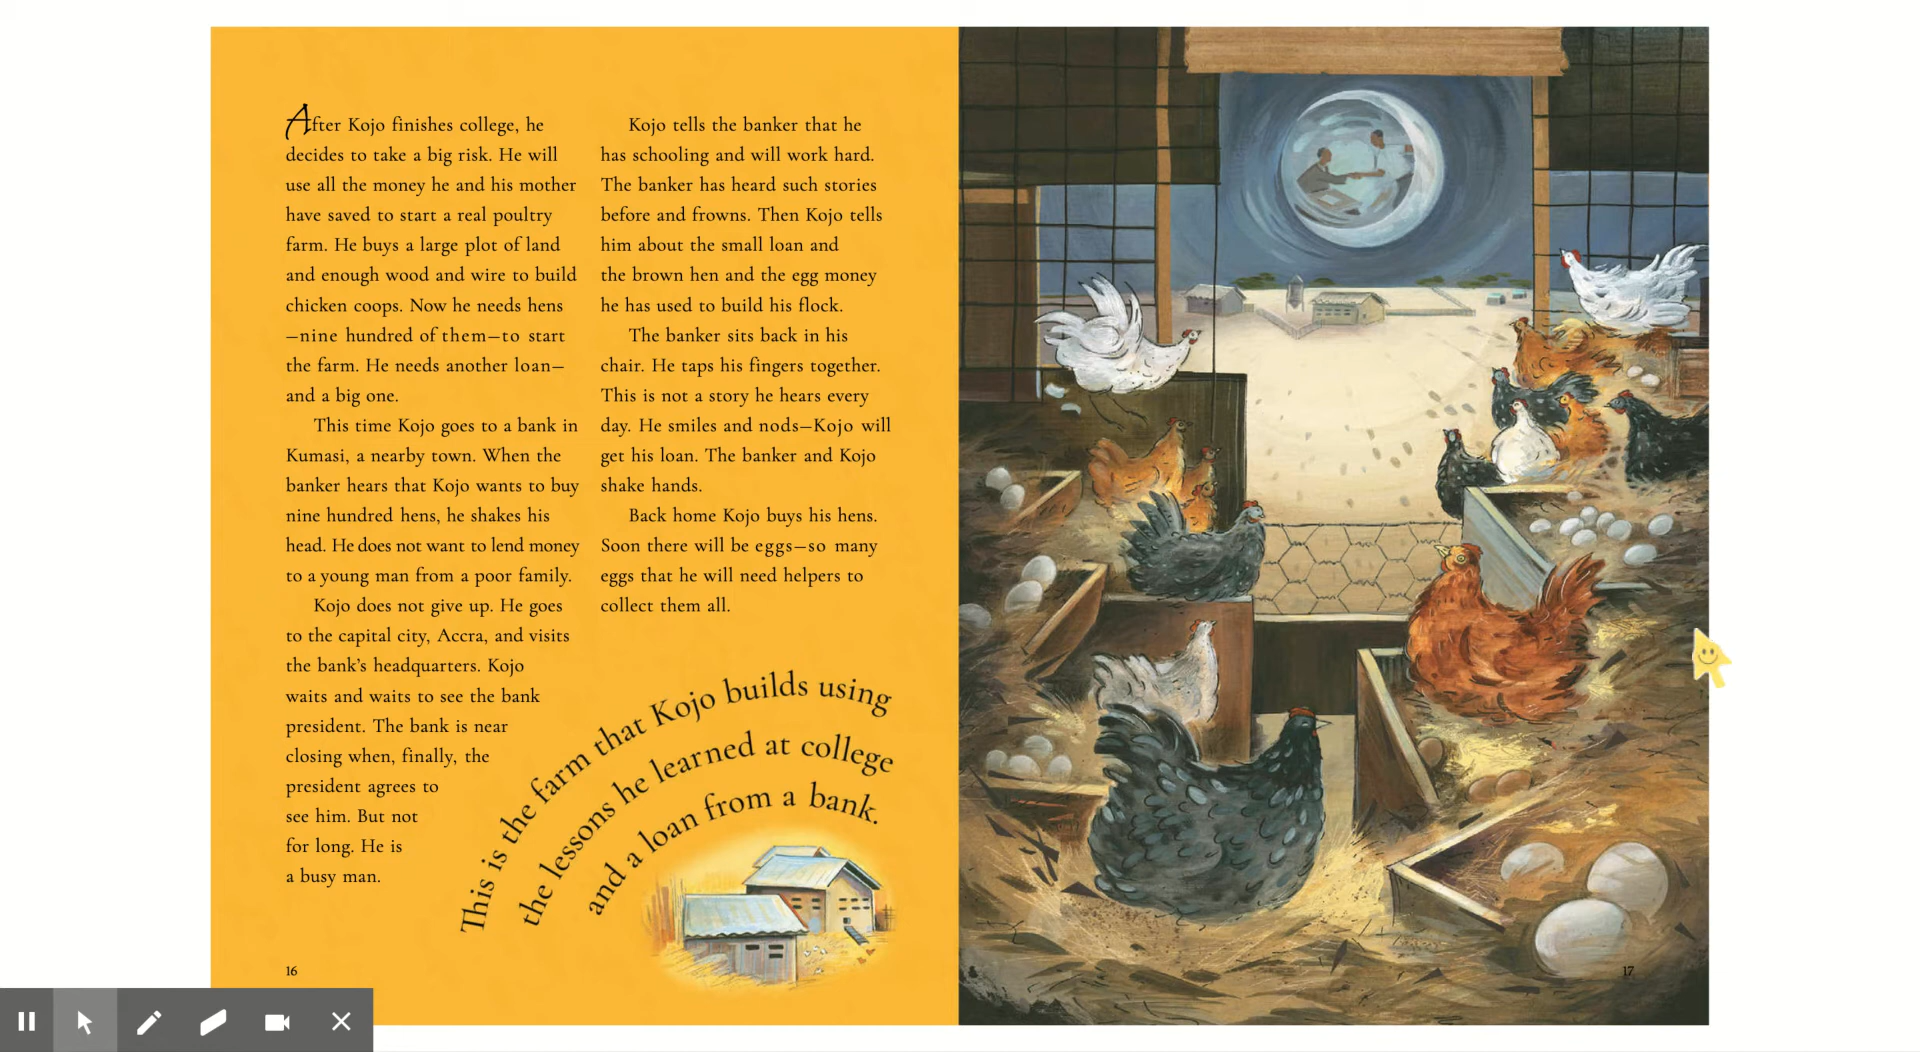 After Kojo finishes college, he
decides to take a big risk. He will
use all the money he and his mother
have saved to start a real poultry
farm. He buys a large plot of land
and enough wood and wire to build
chicken coops. Now he needs hens
—nine hundred of them—to start
the farm. He needs another loan—
and a big one.
This time Kojo goes to a bank in
Kumasi, a nearby town. When the
banker hears that Kojo wants to buy
nine hundred hens, he shakes his
head. He does not want to lend money
to a young man from a poor family.
Kojo does not give up. He goes
to the capital city, Accra, and visits
the bank's headquarters. Kojo
waits and waits to see the bank
president. The bank is near
closing when, finally, the
president agrees to
see him. But not
for long. He is
a busy man.
Kojo tells the banker that he
has schooling and will work hard.
The banker has heard such stories
before and frowns. Then Kojo tells
him about the small loan and
the brown hen and the egg money
he has used to build his flock.
The banker sits back in his
chair. He taps his fingers together.
This is not a story he hears every
day. He smiles and nods—Kojo will
get his loan. The banker and Kojo
shake hands.
Back home Kojo buys his hens.
Soon there will be eggs—so many
eggs that he will need helpers to
collect them all.
This is the farm that Kojo builds using
the lessons he learned at college
and a loan from a bank.
16
17